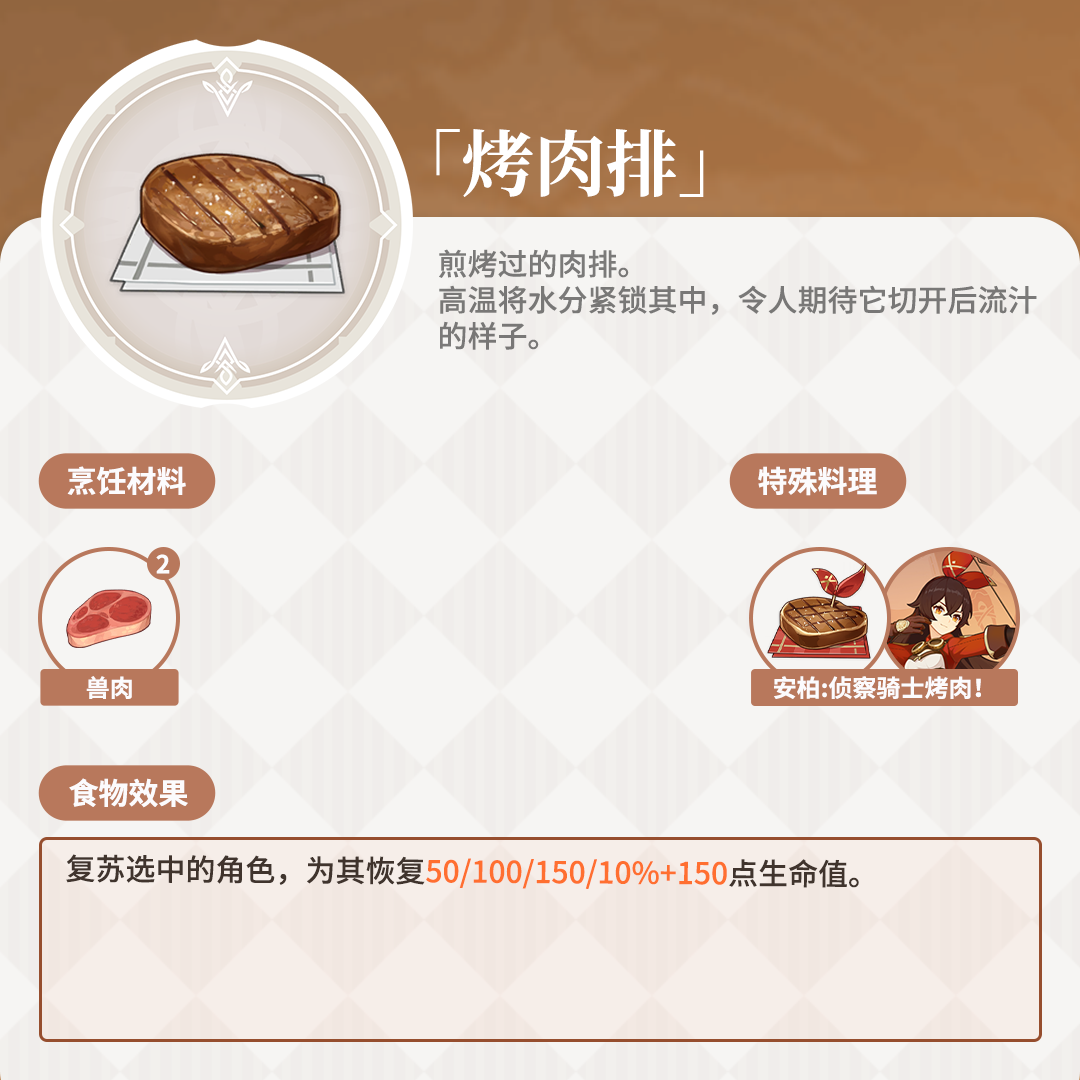 「烤肉排」
煎烤过的肉排。
高温将水分紧锁其中，令人期待它切开后流汁
的样子。
烹饪材料
特殊料理
2
兽肉
安柏:侦察骑士烤肉！
食物效果
复苏选中的角色，为其恢复50/100/150/10%+150点生命值。